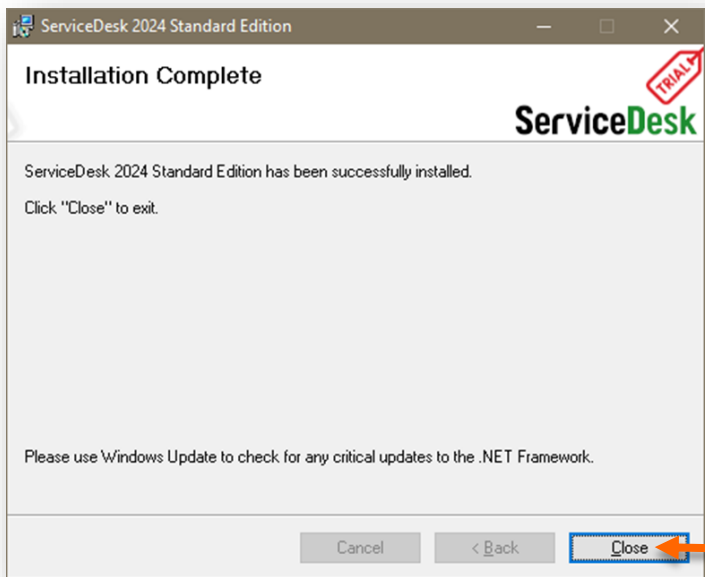 ServiceDesk 2024 Standard Edition
Installation Complete
TRIAL
ServiceDesk
ServiceDesk 2024 Standard Edition has been successfully installed.
Click "Close" to exit.
Please use Windows Update to check for any critical updates to the .NET Framework.
Cancel
< Back
Close